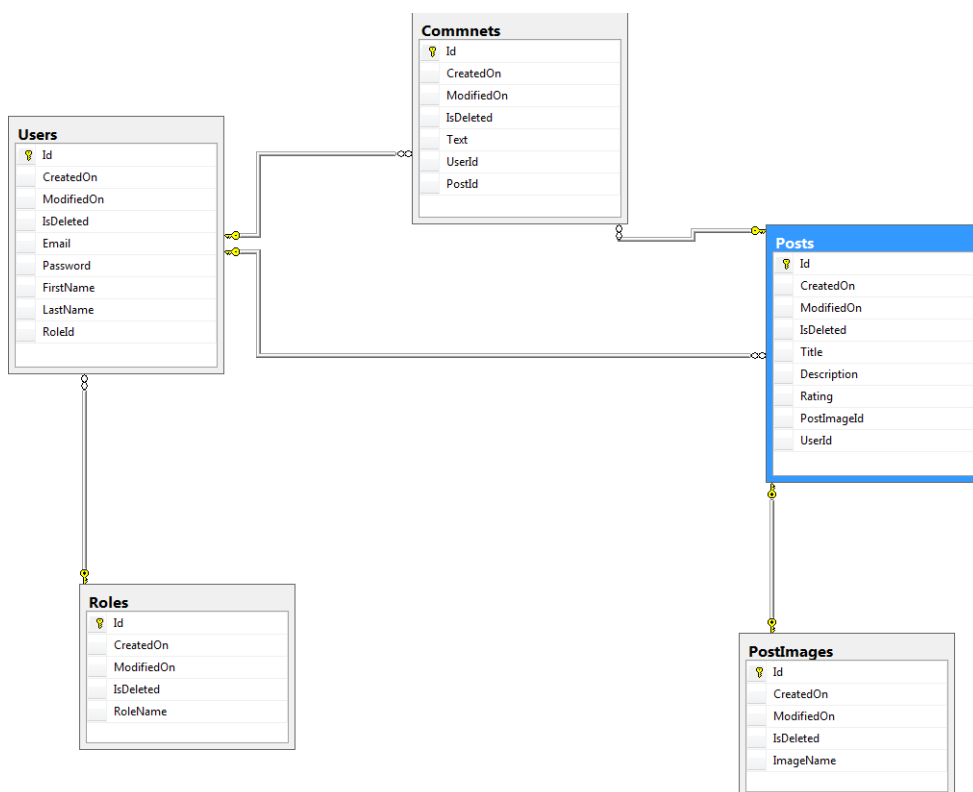 Commnets
Id
CreatedOn
ModifiedOn
IsDeleted
Text
UserId
PostId
Users
Id
CreatedOn
ModifiedOn
IsDeleted
Email
Password
FirstName
LastName
RoleId
Posts
Id
CreatedOn
ModifiedOn
IsDeleted
Title
Description
Rating
PostImageId
UserId
Roles
Id
CreatedOn
ModifiedOn
IsDeleted
RoleName
PostImages
Id
CreatedOn
ModifiedOn
IsDeleted
ImageName